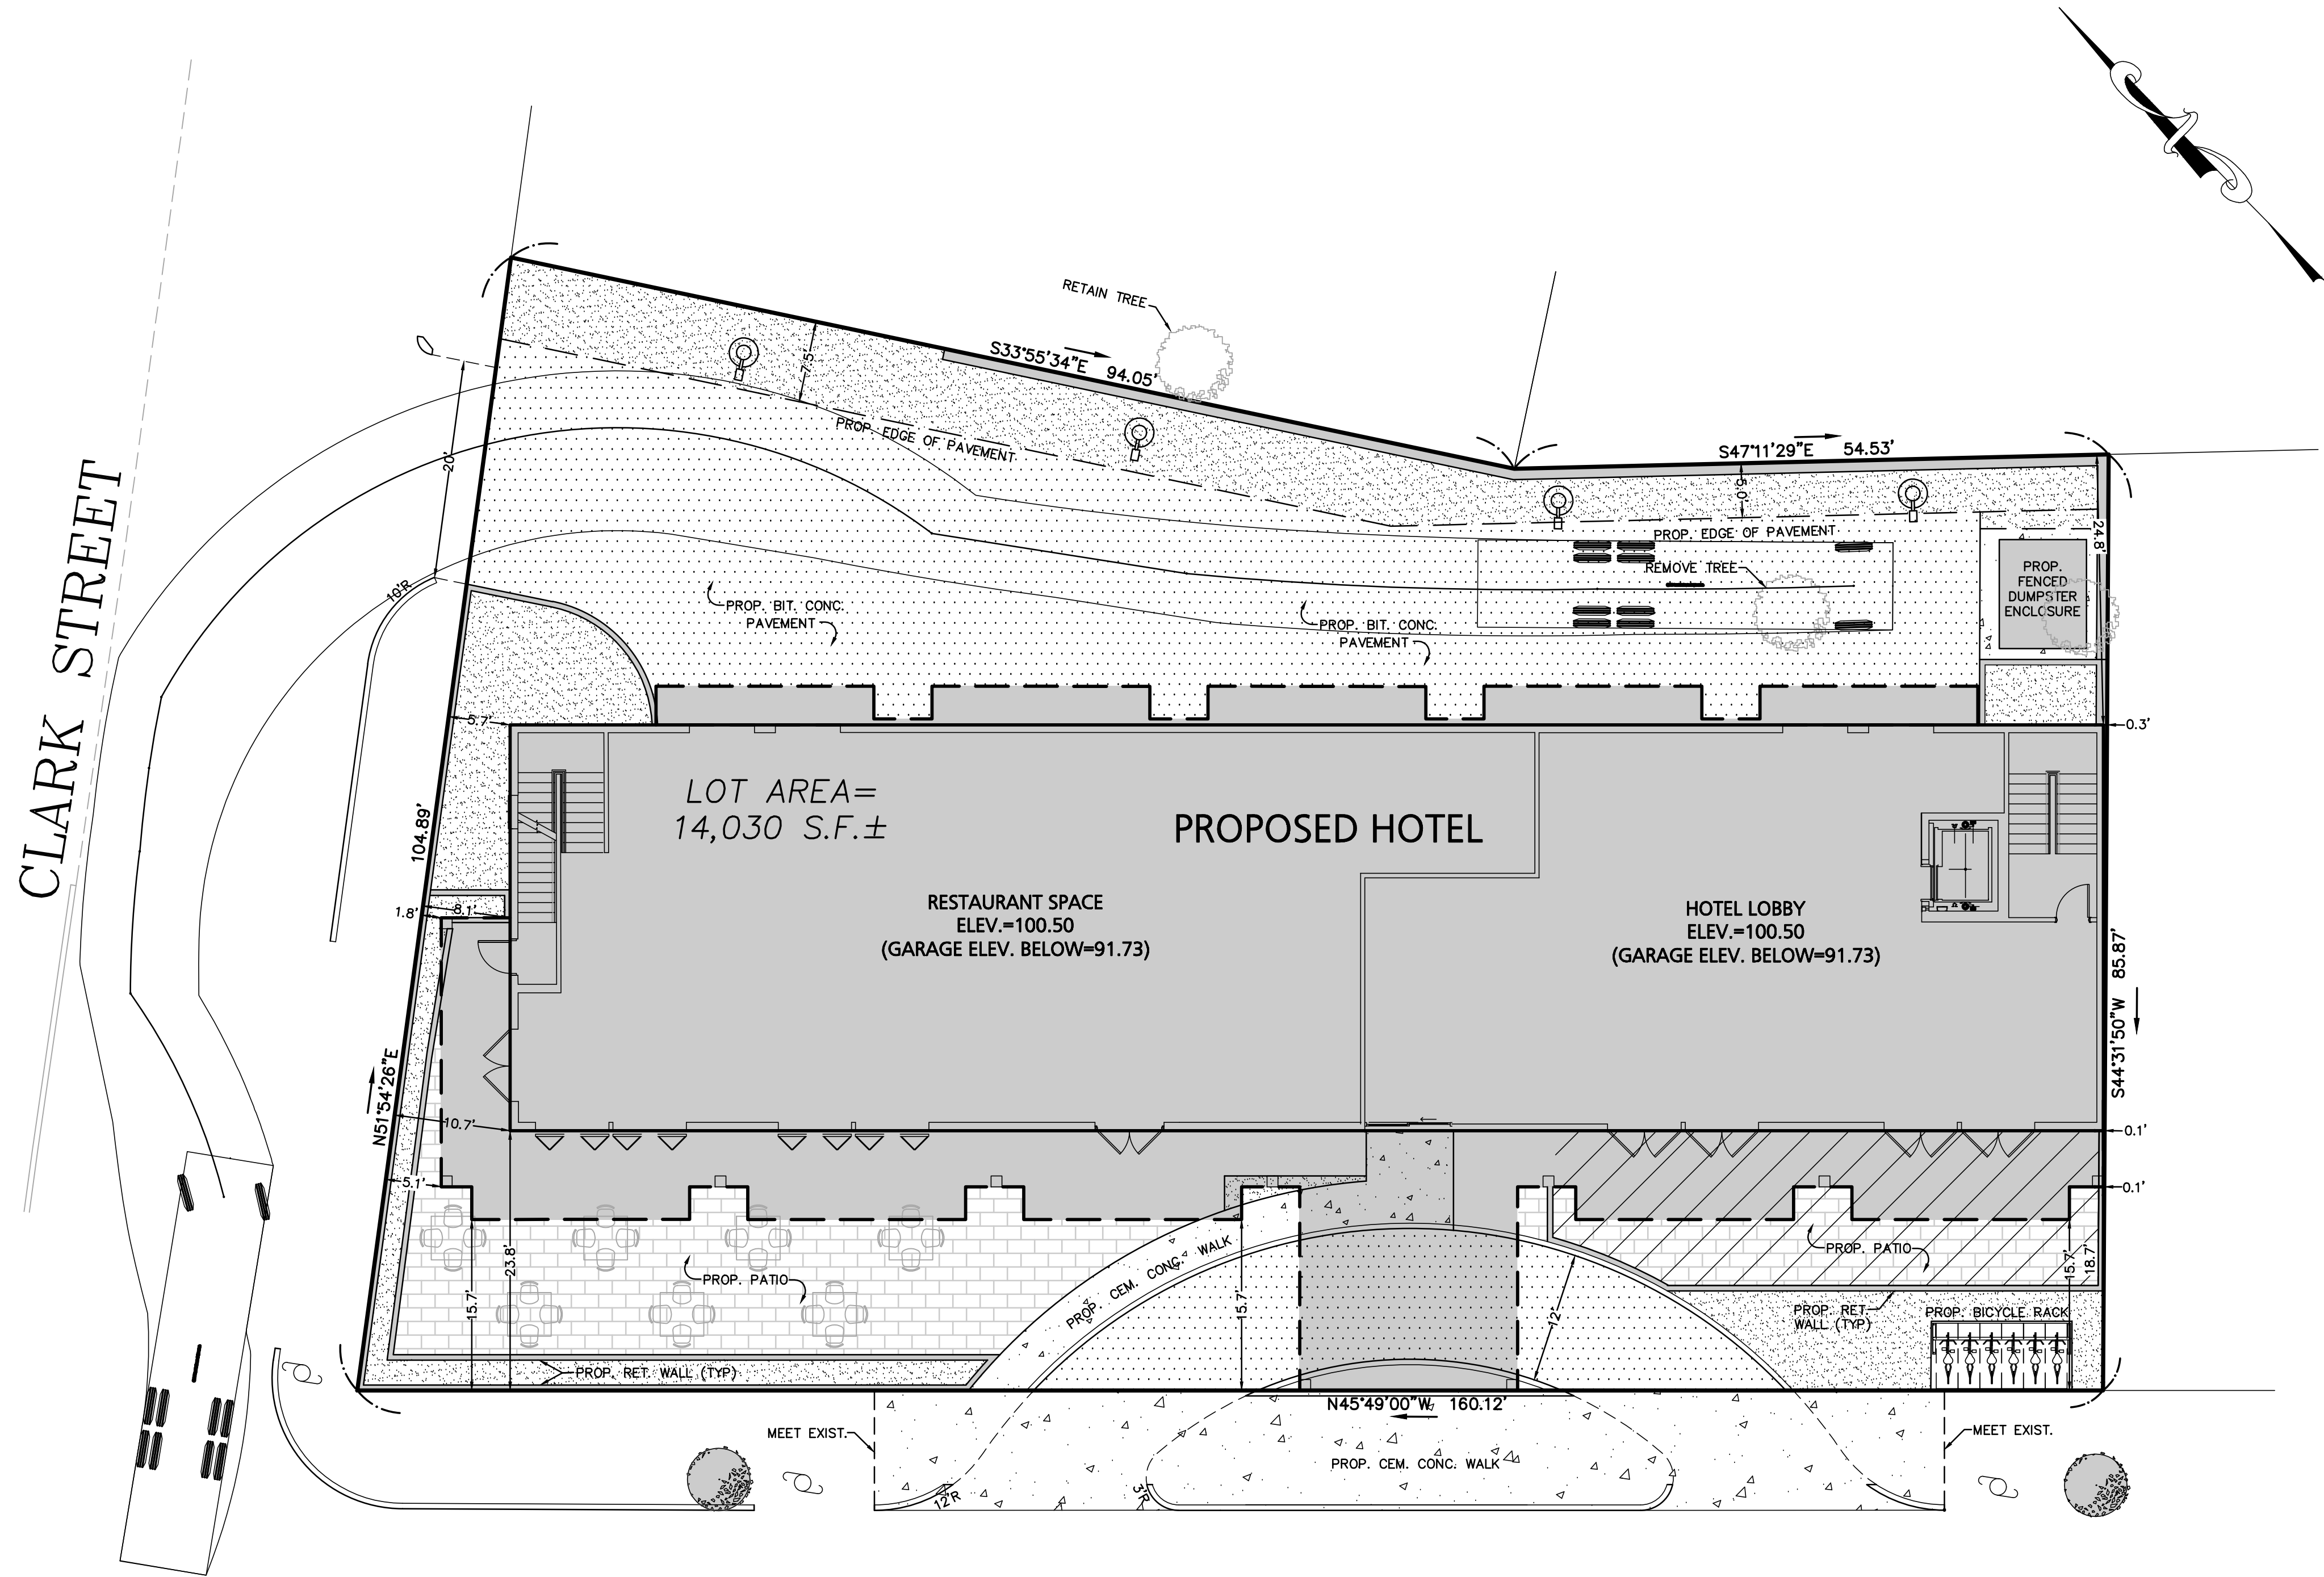 RETAIN TREE
S33°55'34"E 94.05'
7.5'
PROP. EDGE OF PAVEMENT
20'
10'R
CLARK STREET
S47°11'29"E 54.53'
5.0'
PROP. EDGE OF PAVEMENT
REMOVE TREE
24.8'
PROP.
FENCED
DUMPSTER
ENCLOSURE
PROP. BIT. CONC.
PAVEMENT
PROP. BIT. CONC.
PAVEMENT
5.7'
0.3'
LOT AREA=
14,030 S.F.±
PROPOSED HOTEL
104.89'
N51°54'26"E
1.8'
8.1'
RESTAURANT SPACE
ELEV.=100.50
(GARAGE ELEV. BELOW=91.73)
HOTEL LOBBY
ELEV.=100.50
(GARAGE ELEV. BELOW=91.73)
S44°31'50"W 85.87'
10.7'
0.1'
5.1'
0.1'
23.8'
15.7'
PROP. PATIO
PROP. CEM. CONC. WALK
15.7'
12'
PROP. PATIO
15.7'
18.7'
PROP. RET.
WALL (TYP)
PROP. BICYCLE RACK
PROP. RET. WALL (TYP)
N45°49'00"W 160.12'
MEET EXIST.
MEET EXIST.
PROP. CEM. CONC. WALK
12'R
3'R